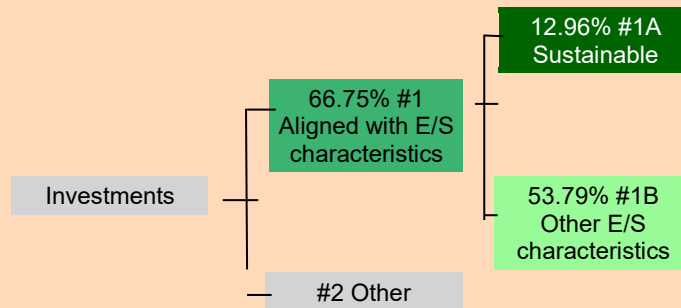 12.96% #1A
Sustainable
66.75% #1
Aligned with E/S
characteristics
Investments
53.79% #1B
Other E/S
characteristics
#2 Other